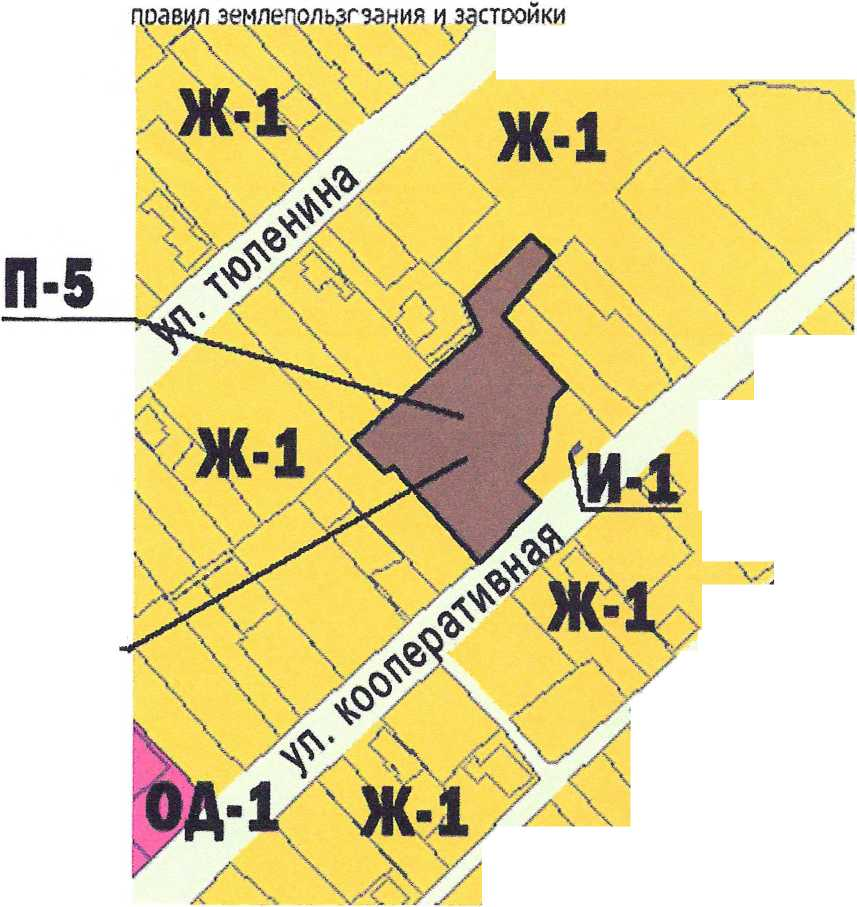 правил землепользования и застройки
Ж-1
Ж-1
ул. тюленина
П-5
Ж-1
И-1
Ж-1
ул. кооперативная
ОД-1
Ж-1